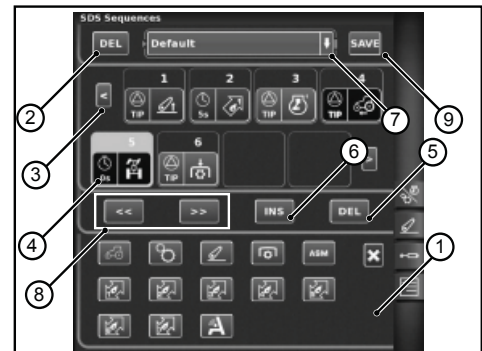 SDS Sequences
DEL Default SAVE
1 2 3 4
< TIP 5s TIP TIP
5 6
0s TIP >
<< >> INS DEL
ASM
2
3
4
8
6
7
9
5
1